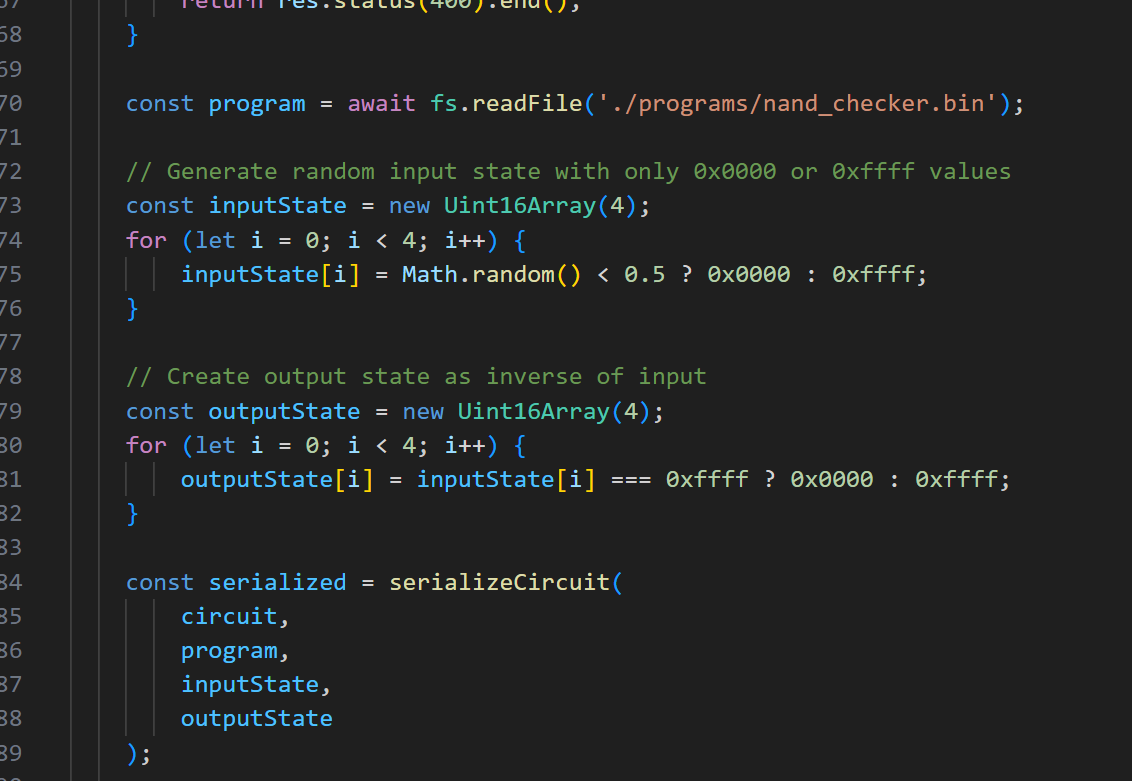 67 return res.status(400).end();
68 }
69
70 const program = await fs.readFile('./programs/nand_checker.bin');
71
72 // Generate random input state with only 0x0000 or 0xffff values
73 const inputState = new Uint16Array(4);
74 for (let i = 0; i < 4; i++) {
75 inputState[i] = Math.random() < 0.5 ? 0x0000 : 0xffff;
76 }
77
78 // Create output state as inverse of input
79 const outputState = new Uint16Array(4);
80 for (let i = 0; i < 4; i++) {
81 outputState[i] = inputState[i] === 0xffff ? 0x0000 : 0xffff;
82 }
83
84 const serialized = serializeCircuit(
85 circuit,
86 program,
87 inputState,
88 outputState
89 );